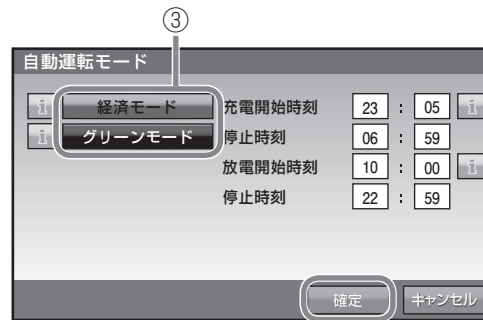 ③
自動運転モード
i 経済モード 充電開始時刻 23 : 05 i
i グリーンモード 停止時刻 06 : 59
放電開始時刻 10 : 00 i
停止時刻 22 : 59
確定 キャンセル